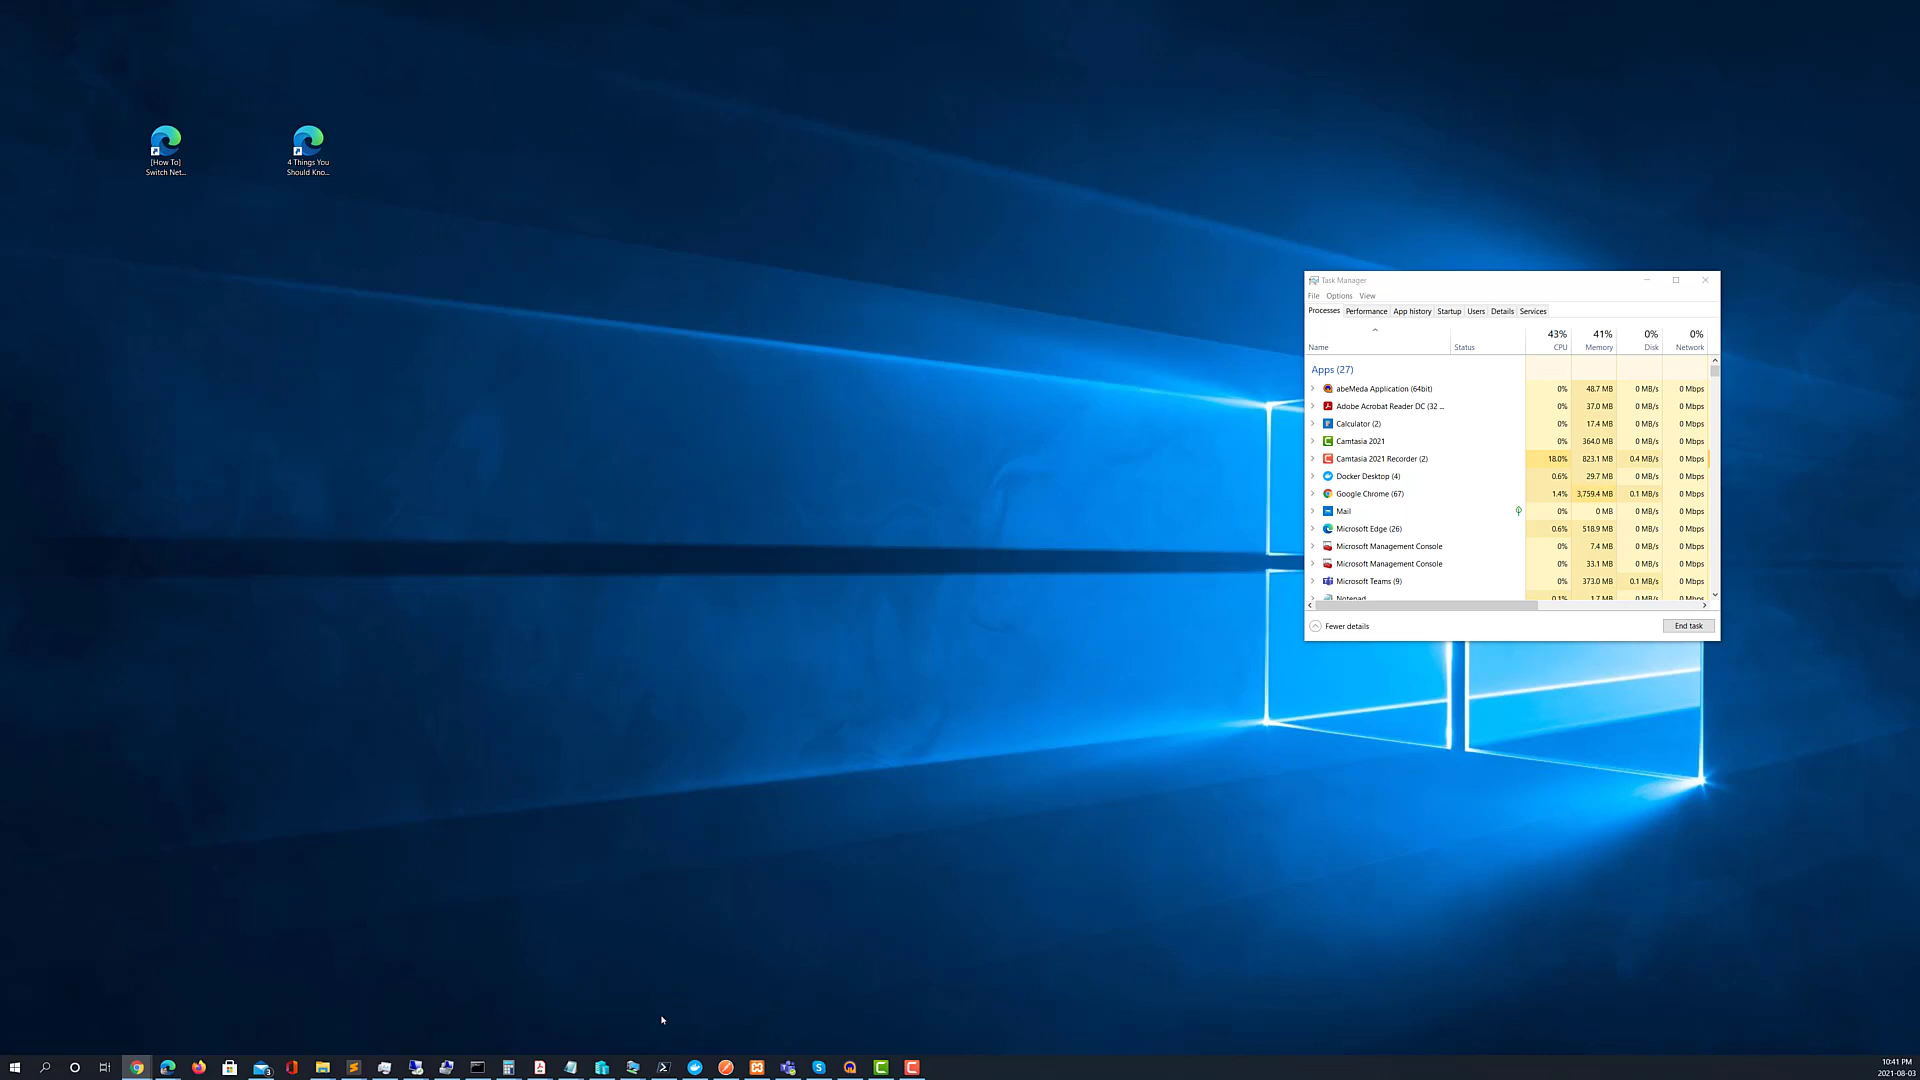 [How To]
Switch Net...
4 Things You
Should Kno...
Task Manager
File Options View
Processes Performance App history Startup Users Details Services
43% 41% 0% 0%
Name Status CPU Memory Disk Network
Apps (27)
abeMeda Application (64bit) 0% 48.7 MB 0 MB/s 0 Mbps
Adobe Acrobat Reader DC (32 ... 0% 37.0 MB 0 MB/s 0 Mbps
Calculator (2) 0% 17.4 MB 0 MB/s 0 Mbps
Camtasia 2021 0% 364.0 MB 0 MB/s 0 Mbps
Camtasia 2021 Recorder (2) 18.0% 823.1 MB 0.4 MB/s 0 Mbps
Docker Desktop (4) 0.6% 29.7 MB 0 MB/s 0 Mbps
Google Chrome (67) 1.4% 3,759.4 MB 0.1 MB/s 0 Mbps
Mail 0% 0 MB 0 MB/s 0 Mbps
Microsoft Edge (26) 0.6% 518.9 MB 0 MB/s 0 Mbps
Microsoft Management Console 0% 7.4 MB 0 MB/s 0 Mbps
Microsoft Management Console 0% 33.1 MB 0 MB/s 0 Mbps
Microsoft Teams (9) 0% 373.0 MB 0.1 MB/s 0 Mbps
Notepad 0.1% 1.7 MB 0 MB/s 0 Mbps
Fewer details End task
10:41 PM
2021-08-03